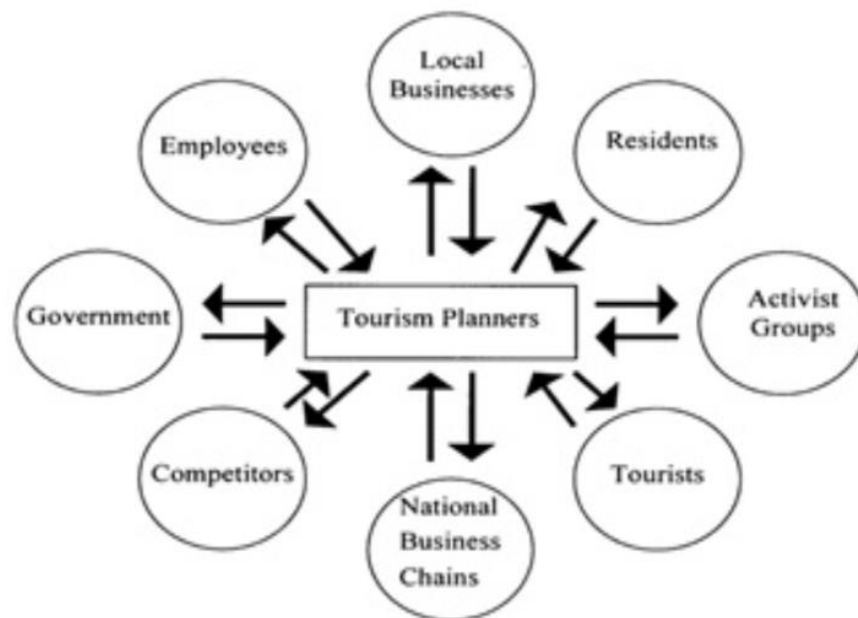 Local
Businesses
Employees
Residents
Government
Tourism Planners
Activist
Groups
Competitors
Tourists
National
Business
Chains